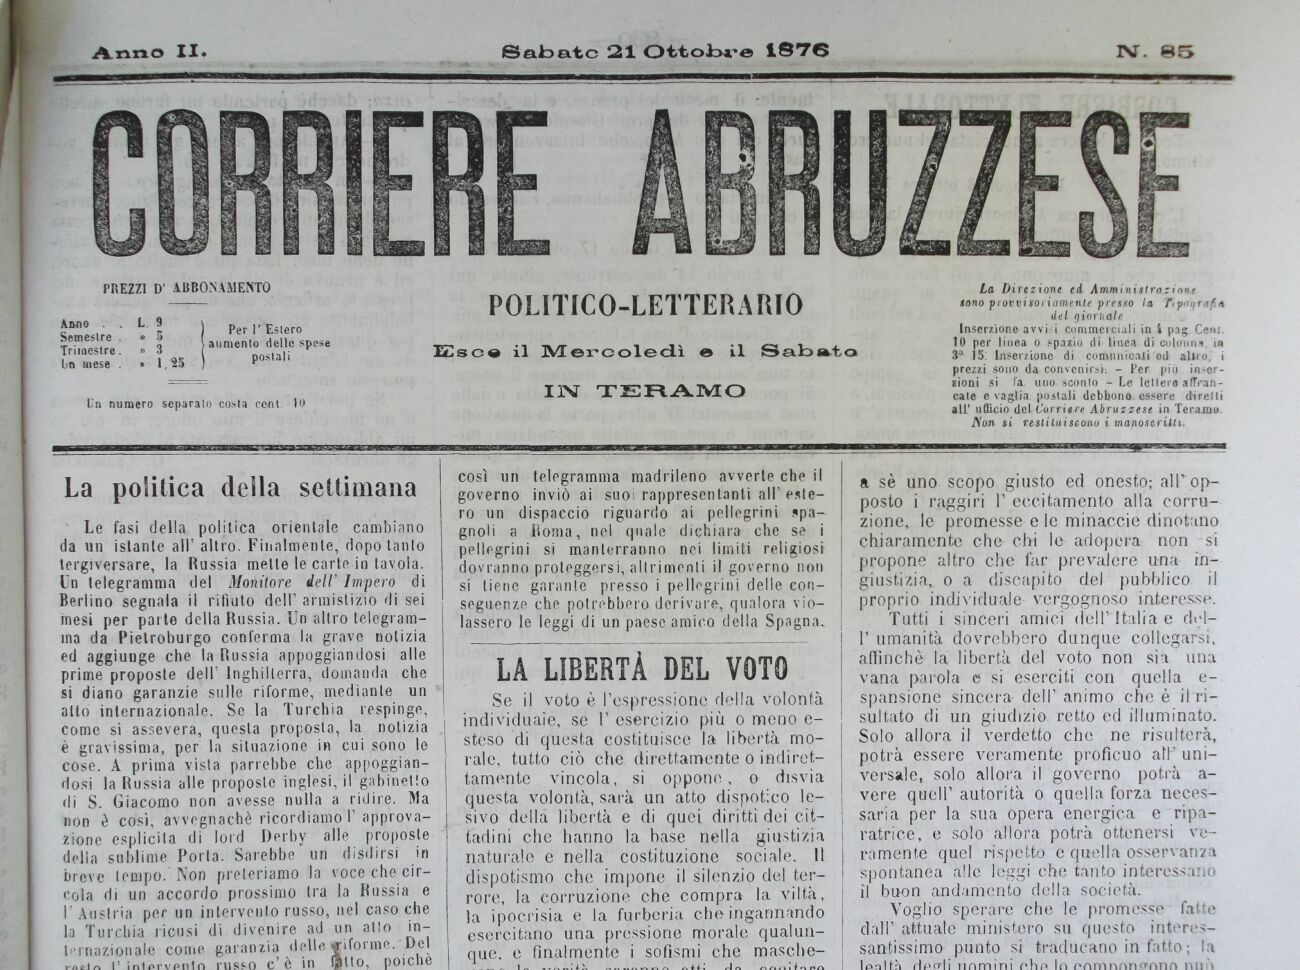 Anno II.
Sabato 21 Ottobre 1876
N. 85
CORRIERE ABRUZZESE
PREZZI D' ABBONAMENTO
Anno . . L. 9
Semestre . » 5
Trimestre . » 3
Un mese . » 1, 25
Per l' Estero
aumento delle spese
postali
Un numero separato costa cent. 10
POLITICO-LETTERARIO
Esce il Mercoledì e il Sabato
IN TERAMO
La Direzione ed Amministrazione
sono provvisoriamente presso la Tipografia
del giornale
Inserzione avvisi commerciali in 4 pag Cent.
10 per linea o spazio di linea di colonna, in
3ª 15. Inserzione di comunicati od altro, i
prezzi sono da convenirsi. – Per più inser-
zioni si fa uno sconto – Le lettere affran-
cate e vaglia postali debbono essere diretti
all' ufficio del Corriere Abruzzese in Teramo.
Non si restituiscono i manoscritti.
La politica della settimana
Le fasi della politica orientale cambiano
da un istante all' altro. Finalmente, dopo tanto
tergiversare, la Russia mette le carte in tavola.
Un telegramma del Monitore dell' Impero di
Berlino segnala il rifiuto dell' armistizio di sei
mesi per parte della Russia. Un altro telegram-
ma da Pietroburgo conferma la grave notizia
ed aggiunge che la Russia appoggiandosi alle
prime proposte dell' Inghilterra, domanda che
si diano garanzie sulle riforme, mediante un
atto internazionale. Se la Turchia respinge,
come si assevera, questa proposta, la notizia
è gravissima, per la situazione in cui sono le
cose. A prima vista parrebbe che appoggian-
dosi la Russia alle proposte inglesi, il gabinetto
di S. Giacomo non avesse nulla a ridire. Ma
non è così, avvegnachè ricordiamo l' approva-
zione esplicita di lord Derby alle proposte
della sublime Porta. Sarebbe un disdirsi in
breve tempo. Non preteriamo la voce che cir-
cola di un accordo prossimo tra la Russia e
l' Austria per un intervento russo, nel caso che
la Turchia ricusi di divenire ad un atto in-
ternazionale come garanzia delle riforme. Del
resto l' intervento russo c'è in fatto, poichè
così un telegramma madrileno avverte che il
governo inviò ai suoi rappresentanti all' este-
ro un dispaccio riguardo ai pellegrini spa-
gnoli a Roma, nel quale dichiara che se i
pellegrini si manterranno nei limiti religiosi
dovranno proteggersi, altrimenti il governo non
si tiene garante presso i pellegrini delle con-
seguenze che potrebbero derivare, qualora vio-
lassero le leggi di un paese amico della Spagna.
LA LIBERTÀ DEL VOTO
Se il voto è l'espressione della volontà
individuale, se l' esercizio più o meno e-
steso di questa costituisce la libertà mo-
rale, tutto ciò che direttamente o indiret-
tamente vincola, si oppone, o disvia
questa volontà, sarà un atto dispotico le-
sivo della libertà e di quei diritti dei cit-
tadini che hanno la base nella giustizia
naturale e nella costituzione sociale. Il
dispotismo che impone il silenzio del ter-
rore, la corruzione che compra la viltà,
la ipocrisia e la furberia che ingannando
esercitano una pressione morale qualun-
que, e finalmente i sofismi che masche-
a sè uno scopo giusto ed onesto; all' op-
posto i raggiri l' eccitamento alla corru-
zione, le promesse e le minaccie dinotano
chiaramente che chi le adopera non si
propone altro che far prevalere una in-
giustizia, o a discapito del pubblico il
proprio individuale vergognoso interesse.
Tutti i sinceri amici dell' Italia e del-
l' umanità dovrebbero dunque collegarsi,
affinchè la libertà del voto non sia una
vana parola e si eserciti con quella e-
spansione sincera dell' animo che è il ri-
sultato di un giudizio retto ed illuminato.
Solo allora il verdetto che ne risulterà,
potrà essere veramente proficuo all' uni-
versale, solo allora il governo potrà a-
vere quell' autorità o quella forza neces-
saria per la sua opera energica e ripa-
ratrice, e solo allora potrà ottenersi ve-
ramente quel rispetto e quella osservanza
spontanea alle leggi che tanto interessano
il buon andamento della società.
Voglio sperare che le promesse fatte
dall' attuale ministero su questo interes-
santissimo punto si traducano in fatto; la
lealtà degli uomini che lo compongono può